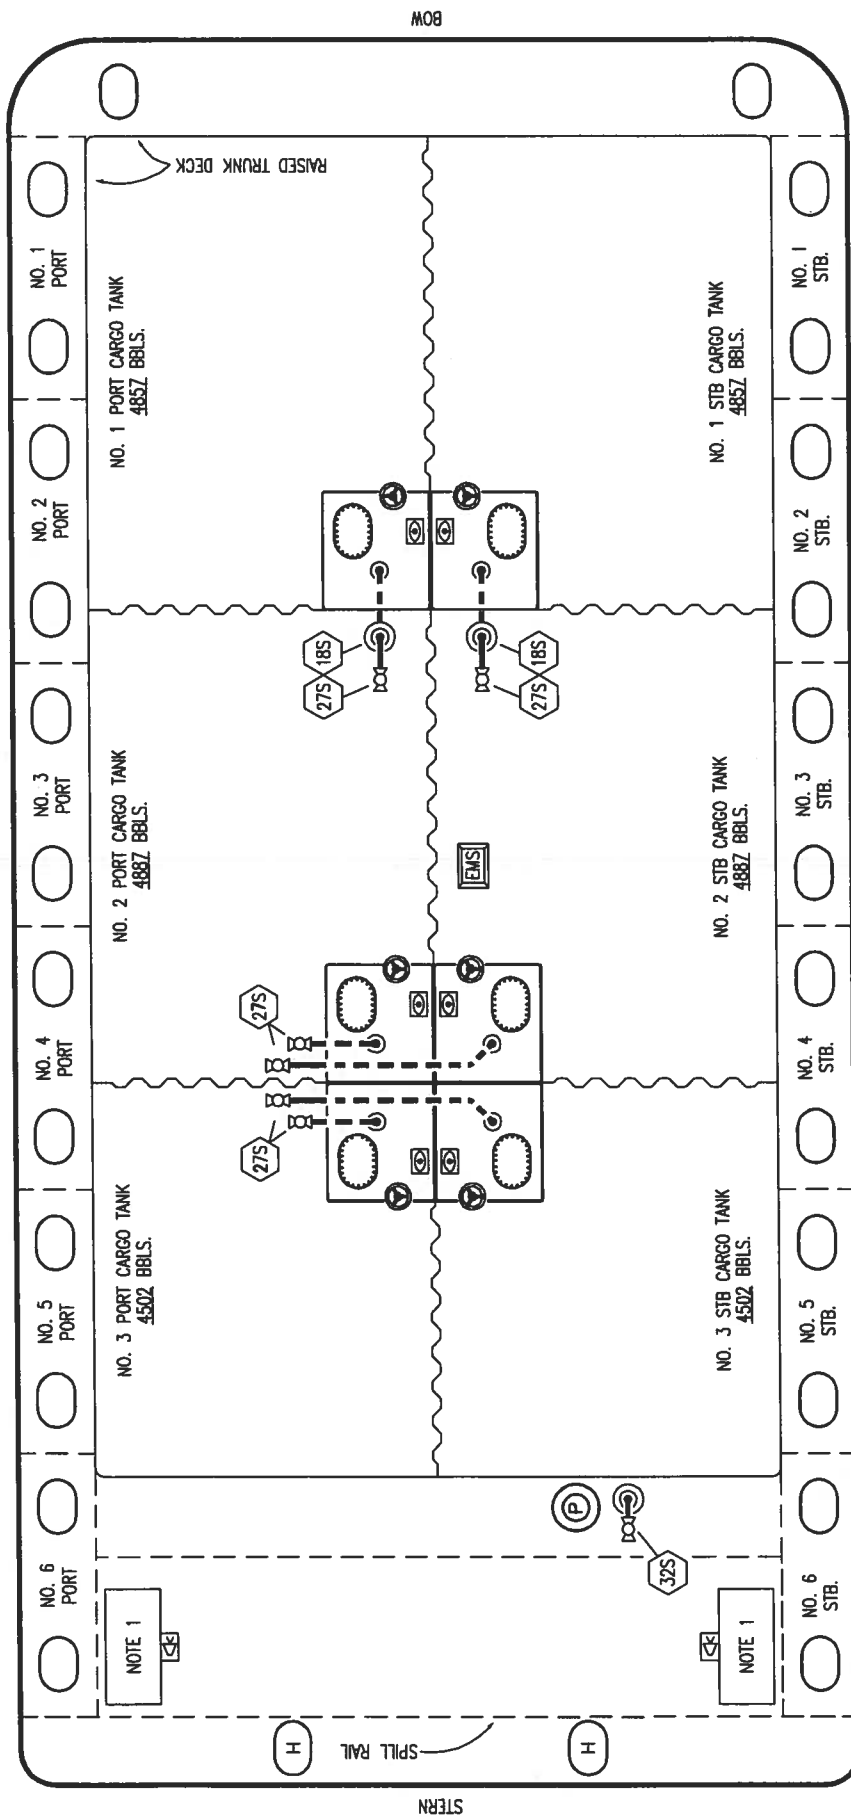 BOW
RAISED TRUNK DECK
NO. 1
PORT
NO. 1 PORT CARGO TANK
4857 BBLS.
NO. 1 STB CARGO TANK
4857 BBLS.
NO. 1
STB.
NO. 2
PORT
NO. 2
STB.
18S
27S
18S
27S
NO. 3
PORT
NO. 2 PORT CARGO TANK
4887 BBLS.
EMS
NO. 2 STB CARGO TANK
4887 BBLS.
NO. 3
STB.
NO. 4
PORT
27S
27S
NO. 4
STB.
NO. 5
PORT
NO. 3 PORT CARGO TANK
4502 BBLS.
NO. 3 STB CARGO TANK
4502 BBLS.
NO. 5
STB.
P
32S
NO. 6
PORT
NOTE 1
NOTE 1
NO. 6
STB.
H
SPILL RAIL
H
STERN